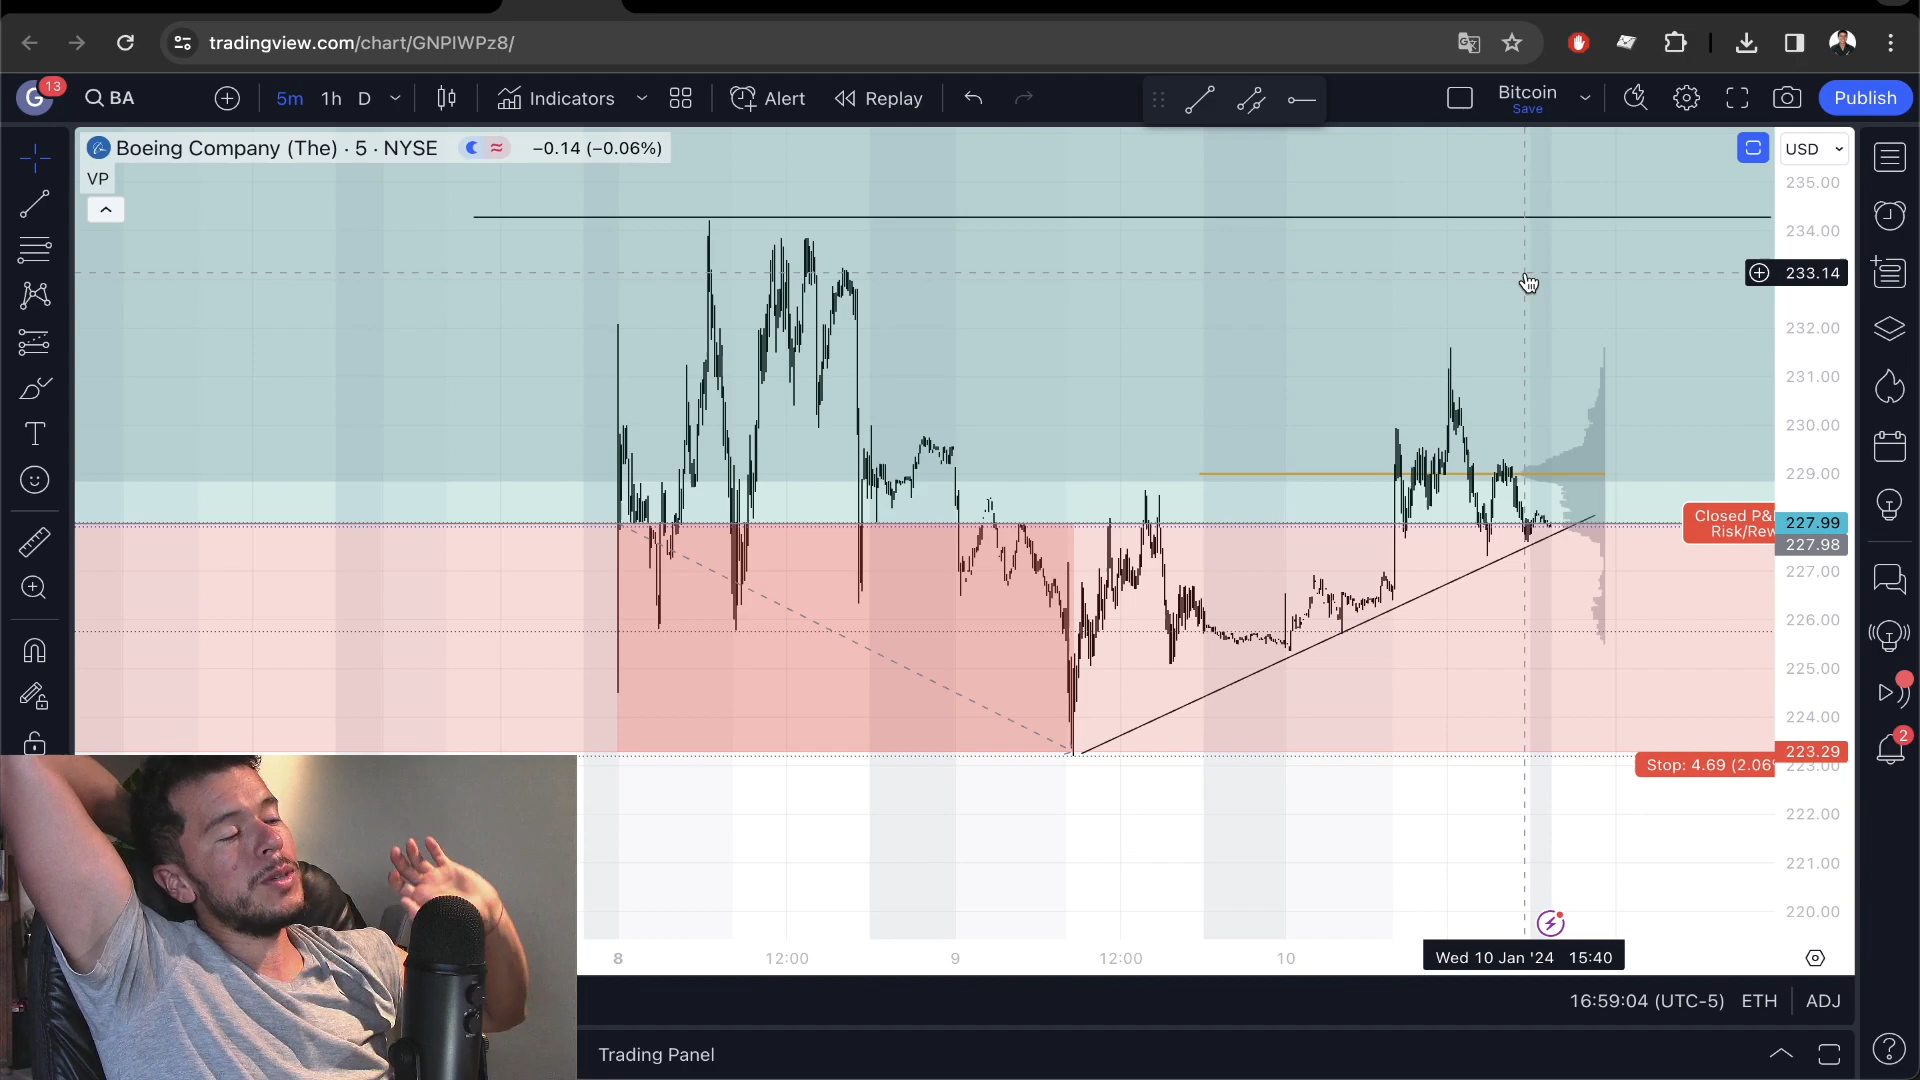 tradingview.com/chart/GNPIWPz8/
G 13 BA 5m 1h D Indicators Alert Replay Bitcoin Save Publish
Boeing Company (The) · 5 · NYSE −0.14 (−0.06%)
VP
USD
235.00
234.00
233.14
232.00
231.00
230.00
229.00
Closed P&
Risk/Rew
227.99
227.98
227.00
226.00
225.00
224.00
223.29
Stop: 4.69 (2.06
223.00
222.00
221.00
220.00
8 12:00 9 12:00 10 Wed 10 Jan '24 15:40
16:59:04 (UTC-5) ETH ADJ
Trading Panel
2